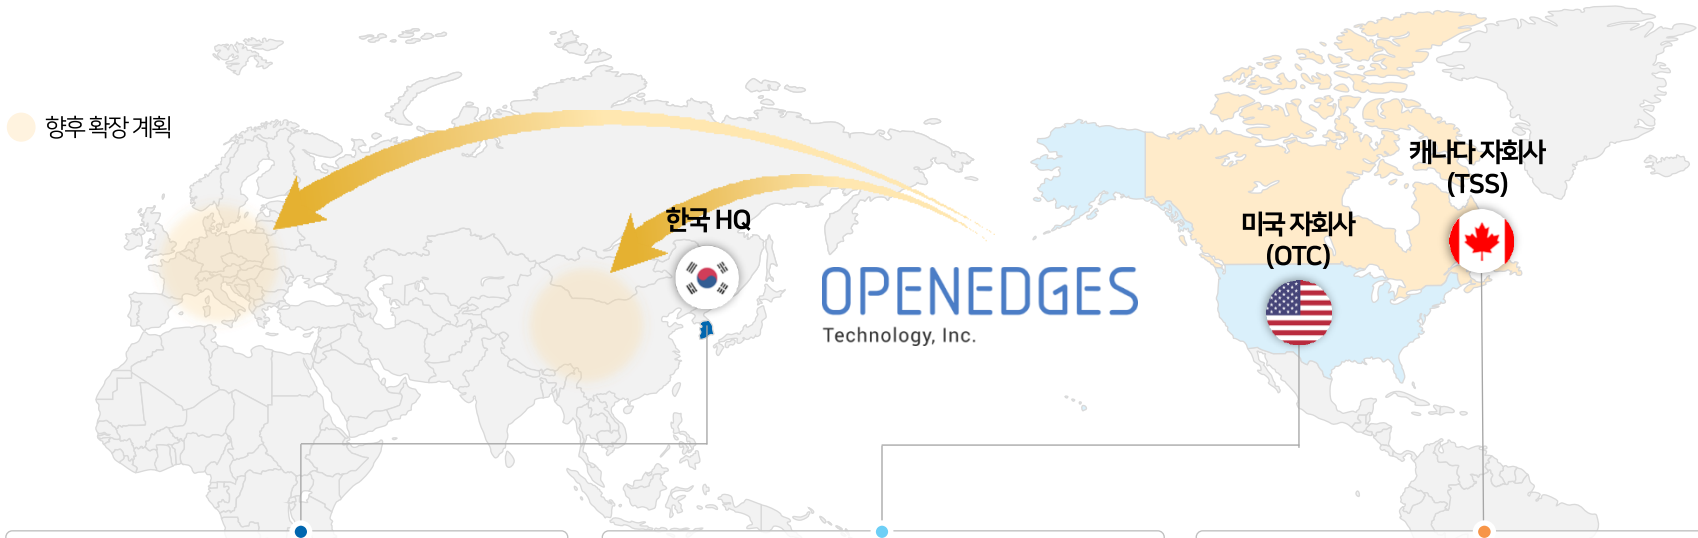 향후 확장 계획
캐나다 자회사
(TSS)
한국 HQ
미국 자회사
(OTC)
OPENEDGES
Technology, Inc.